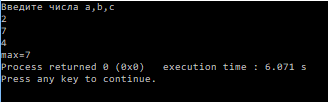 Введите числа a,b,c
2
7
4
max=7
Process returned 0 (0x0)   execution time : 6.071 s
Press any key to continue.